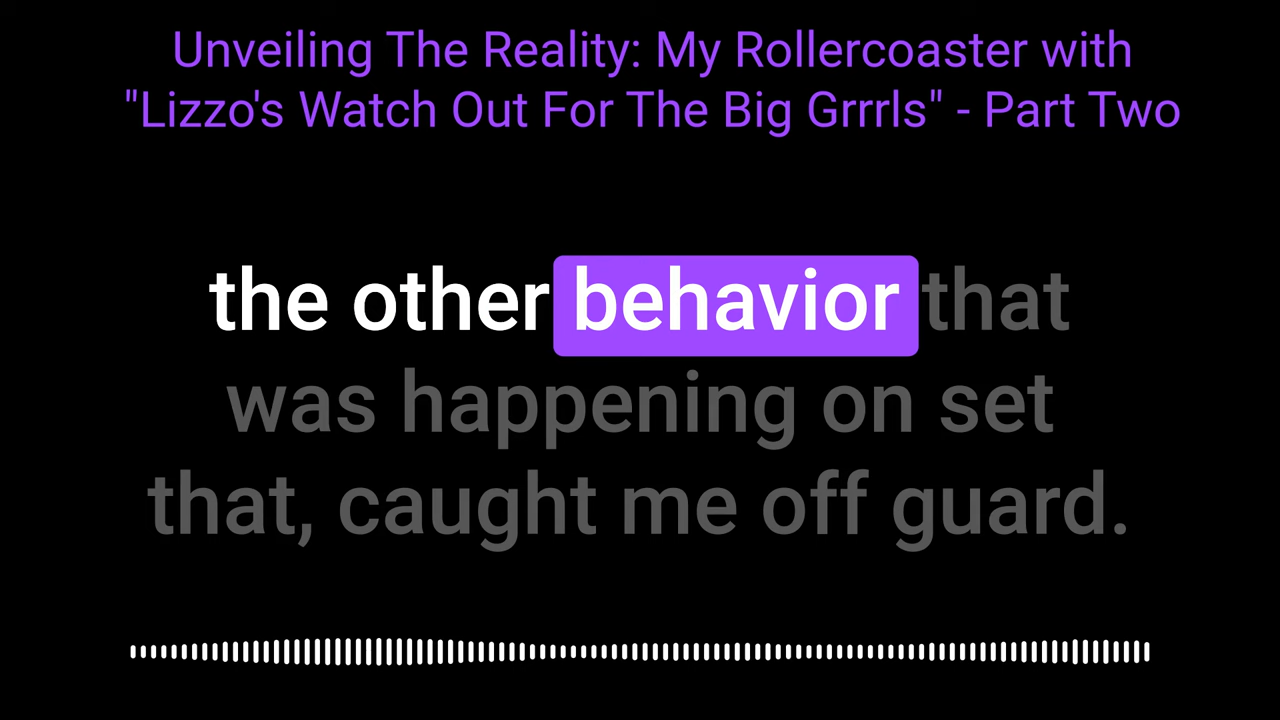 Unveiling The Reality: My Rollercoaster with
"Lizzo's Watch Out For The Big Grrrls" - Part Two
the other behavior that
was happening on set
that, caught me off guard.